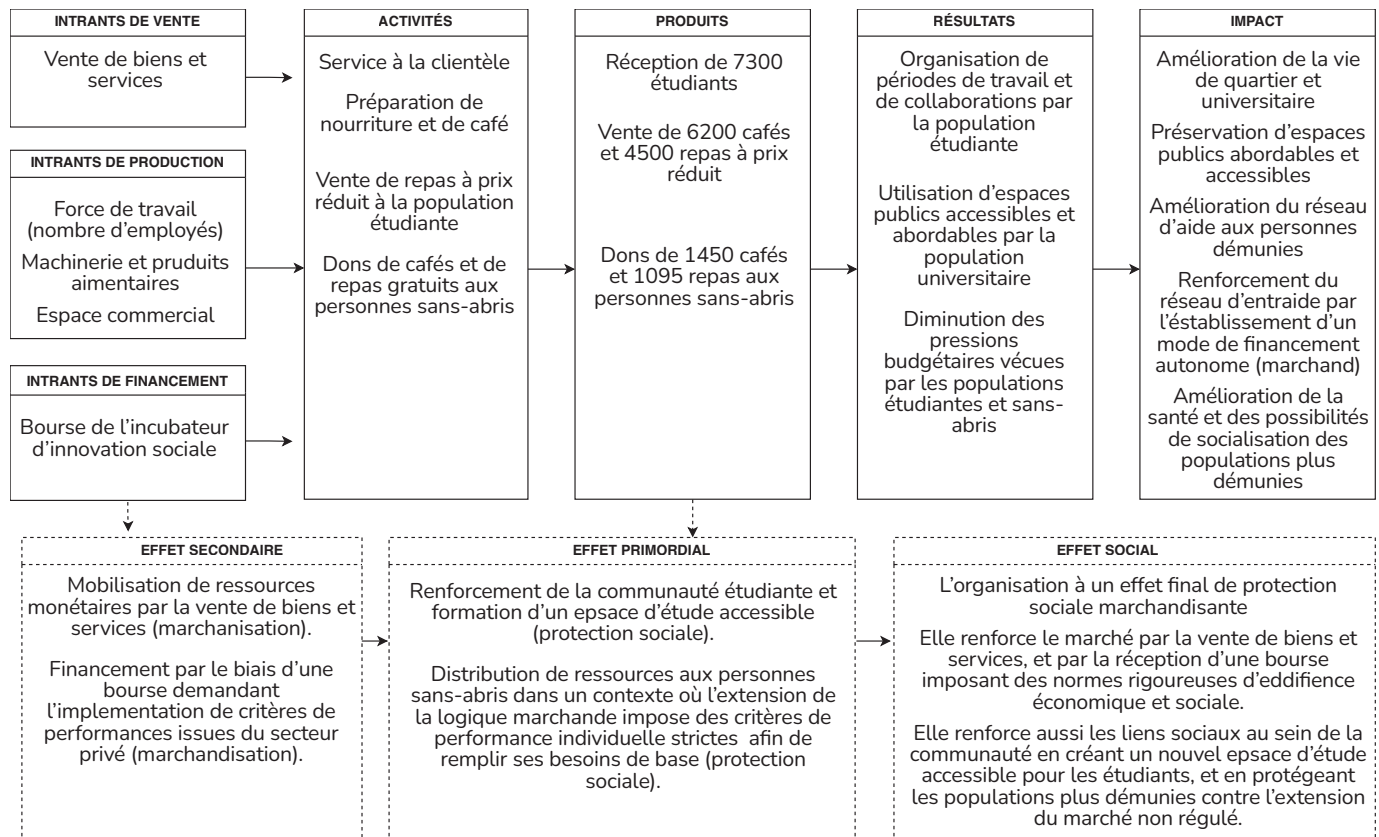 INTRANTS DE VENTE
Vente de biens et
services
INTRANTS DE PRODUCTION
Force de travail
(nombre d'employés)
Machinerie et pruduits
aimentaires
Espace commercial
INTRANTS DE FINANCEMENT
Bourse de l'incubateur
d'innovation sociale
ACTIVITÉS
Service à la clientèle
Préparation de
nourriture et de café
Vente de repas à prix
réduit à la population
étudiante
Dons de cafés et de
repas gratuits aux
personnes sans-abris
PRODUITS
Réception de 7300
étudiants
Vente de 6200 cafés
et 4500 repas à prix
réduit
Dons de 1450 cafés
et 1095 repas aux
personnes sans-abris
RÉSULTATS
Organisation de
périodes de travail et
de collaborations par
la population
étudiante
Utilisation d'espaces
publics accessibles et
abordables par la
population
universitaire
Diminution des
pressions
budgétaires vécues
par les populations
étudiantes et sans-
abris
IMPACT
Amélioration de la vie
de quartier et
universitaire
Préservation d'espaces
publics abordables et
accessibles
Amélioration du réseau
d'aide aux personnes
démunies
Renforcement du
réseau d'entraide par
l'éstablissement d'un
mode de financement
autonome (marchand)
Amélioration de la
santé et des possibilités
de socialisation des
populations plus
démunies
EFFET SECONDAIRE
Mobilisation de ressources
monétaires par la vente de biens et
services (marchanisation).
Financement par le biais d'une
bourse demandant
l'implementation de critères de
performances issues du secteur
privé (marchandisation).
EFFET PRIMORDIAL
Renforcement de la communauté étudiante et
formation d'un epsace d'étude accessible
(protection sociale).
Distribution de ressources aux personnes
sans-abris dans un contexte où l'extension de
la logique marchande impose des critères de
performance individuelle strictes afin de
remplir ses besoins de base (protection
sociale).
EFFET SOCIAL
L'organisation à un effet final de protection
sociale marchandisante
Elle renforce le marché par la vente de biens et
services, et par la réception d'une bourse
imposant des normes rigoureuses d'eddifience
économique et sociale.
Elle renforce aussi les liens sociaux au sein de la
communauté en créant un nouvel epsace d'étude
accessible pour les étudiants, et en protégeant
les populations plus démunies contre l'extension
du marché non régulé.